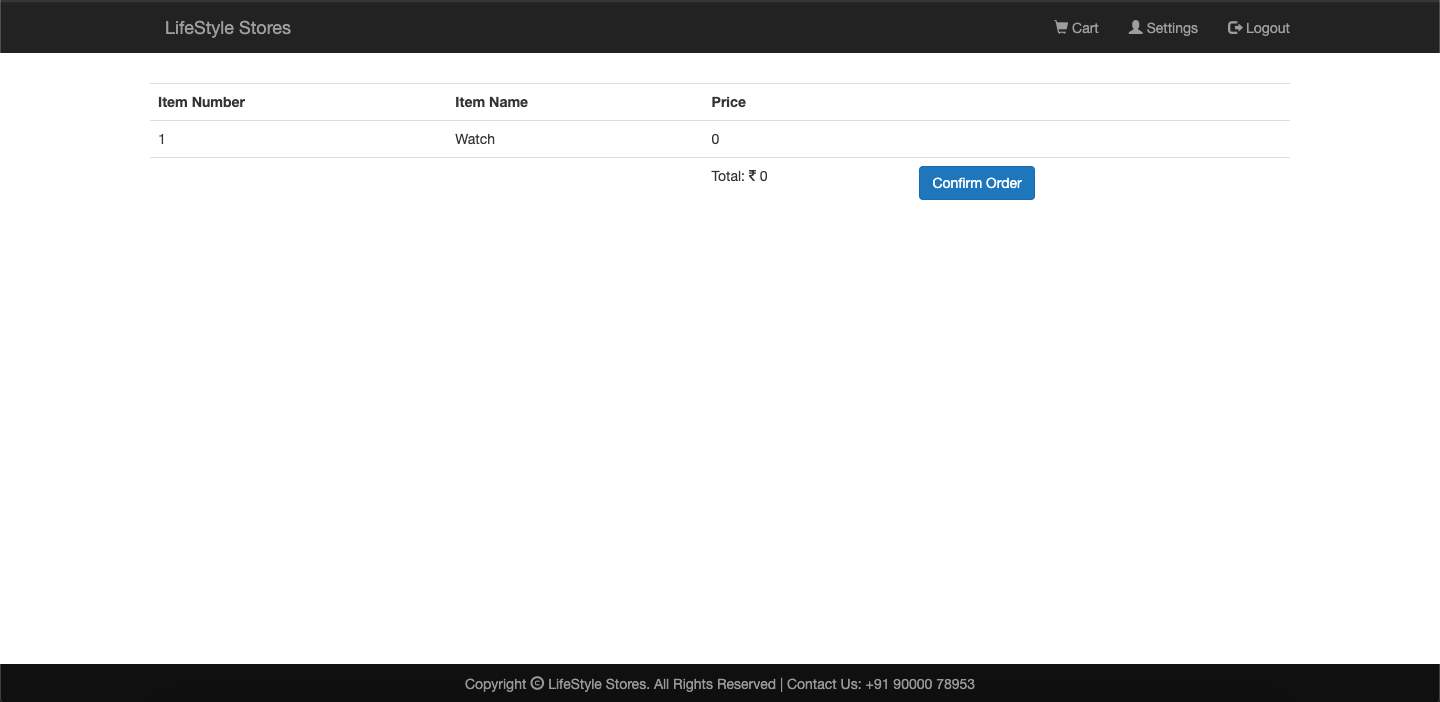 LifeStyle Stores Cart Settings Logout
Item Number Item Name Price
1 Watch 0
Total: ₹ 0 Confirm Order
Copyright © LifeStyle Stores. All Rights Reserved | Contact Us: +91 90000 78953